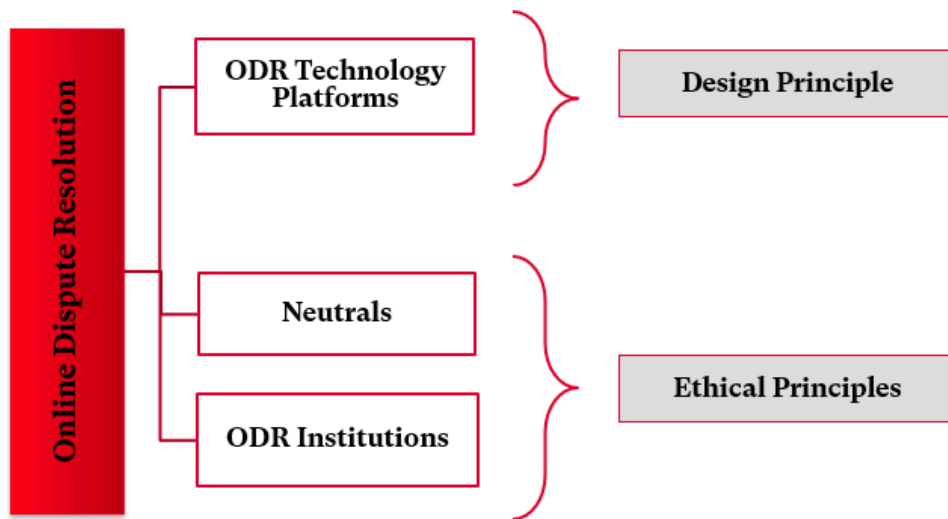 Online Dispute Resolution
ODR Technology
Platforms
Design Principle
Neutrals
ODR Institutions
Ethical Principles